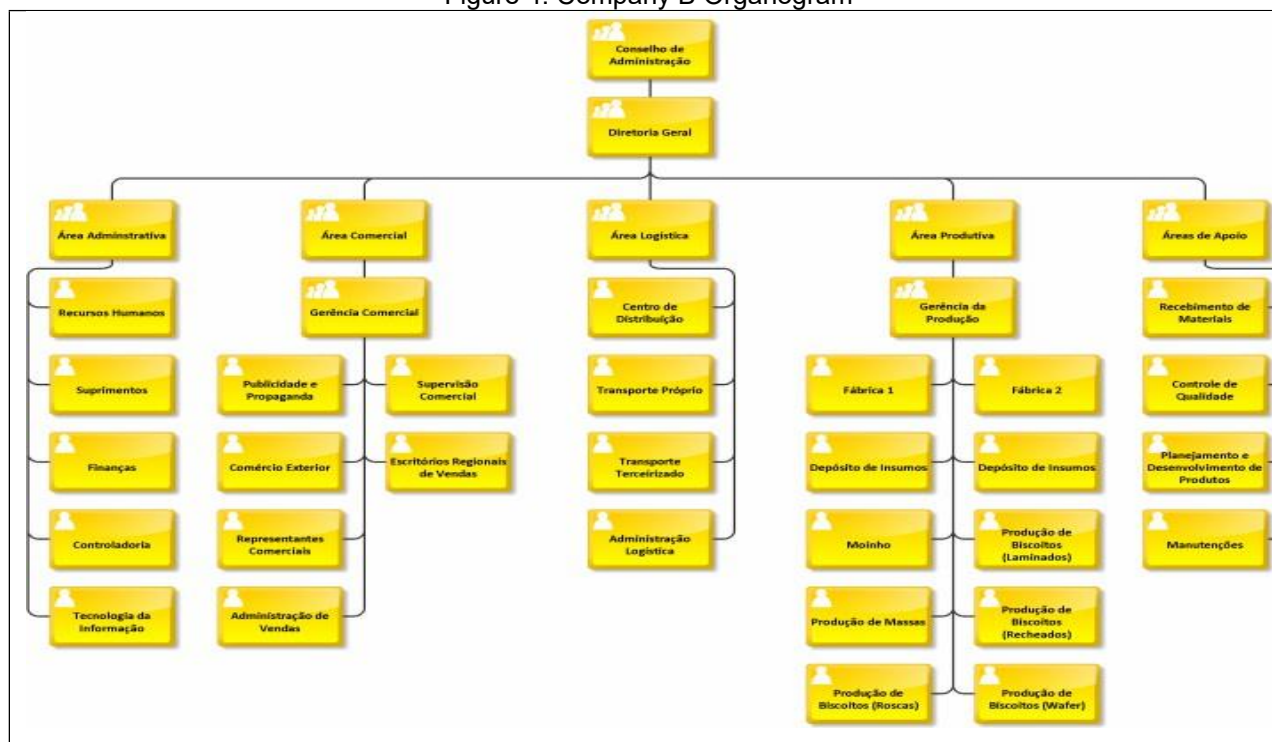 Figure
Company B Organogram
Conselho de
Administração
Diretoria Geral
Área Adminstrativa
Área Comercial
Área Logística
Área Produtiva
Áreas de Apoio
Recursos Humanos
Gerência Comercial
Centro de
Distribuição
Gerência da
Produção
Recebimento de
Materiais
Suprimentos
Publicidade e
Propaganda
Supervisão
Comercial
Transporte Próprio
Fábrica 1
Fábrica 2
Controle de
Qualidade
Finanças
Comércio Exterior
Escritórios Regionais
de Vendas
Transporte
Terceirizado
Depósito de Insumos
Depósito de Insumos
Planejamento e
Desenvolvimento de
Produtos
Controladoria
Representantes
Comerciais
Administração
Logística
Moinho
Produção de
Biscoitos
(Laminados)
Manutenções
Tecnologia da
Informação
Administração de
Vendas
Produção de Massas
Produção de
Biscoitos
(Recheados)
Produção de
Biscoitos (Roscas)
Produção de
Biscoitos (Wafer)